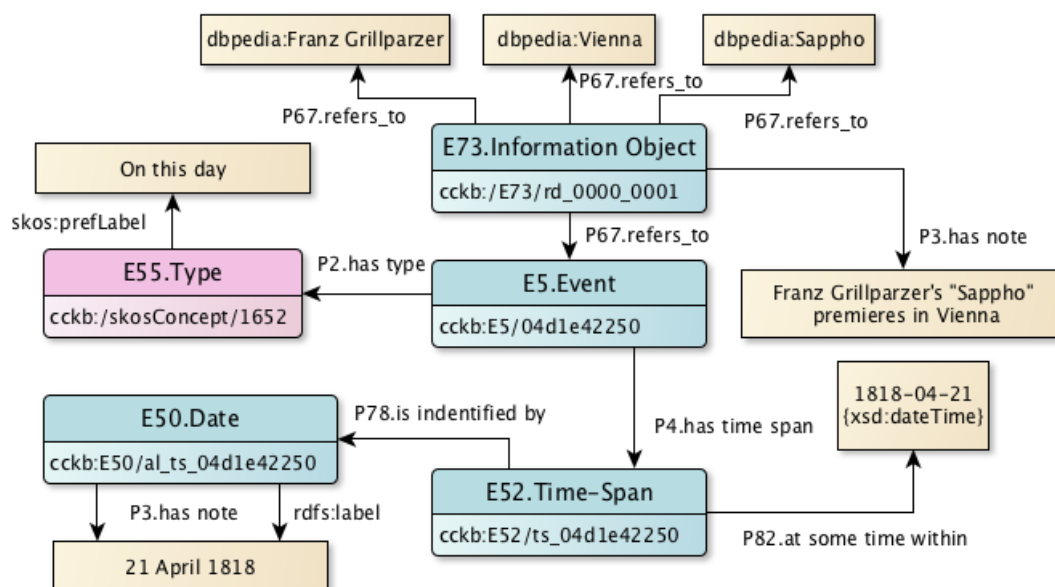 dbpedia:Franz Grillparzer
dbpedia:Vienna
dbpedia:Sappho
P67.refers_to
P67.refers_to
P67.refers_to
E73.Information Object
cckb:/E73/rd_0000_0001
On this day
skos:prefLabel
P67.refers_to
P3.has note
E55.Type
cckb:/skosConcept/1652
P2.has type
E5.Event
cckb:E5/04d1e42250
Franz Grillparzer's "Sappho"
premieres in Vienna
1818-04-21
{xsd:dateTime}
E50.Date
cckb:E50/al_ts_04d1e42250
P78.is indentified by
P4.has time span
E52.Time-Span
cckb:E52/ts_04d1e42250
P3.has note
rdfs:label
P82.at some time within
21 April 1818